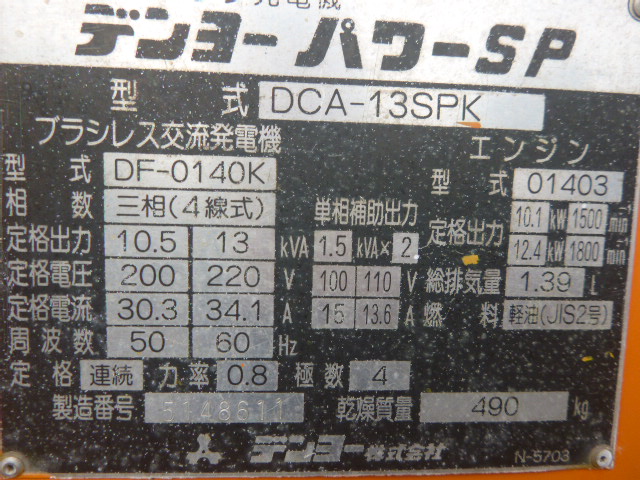 発電機
デンヨーパワーSP
型 式 DCA-13SPK
ブラシレス交流発電機 エンジン
型 式 DF-0140K 型 式 01403
相 数 三相(4線式) 単相補助出力 定格出力 10.1 kW 1500 min⁻¹
定格出力 10.5 13 kVA 1.5 kVA×2 12.4 kW 1800 min⁻¹
定格電圧 200 220 V 100 110 V 総排気量 1.39 L
定格電流 30.3 34.1 A 15 13.6 A 燃 料 軽油(JIS2号)
周波数 50 60 Hz
定 格 連続 力 率 0.8 極 数 4
製造番号 乾燥質量 490 kg
デンヨー株式会社 N-5703